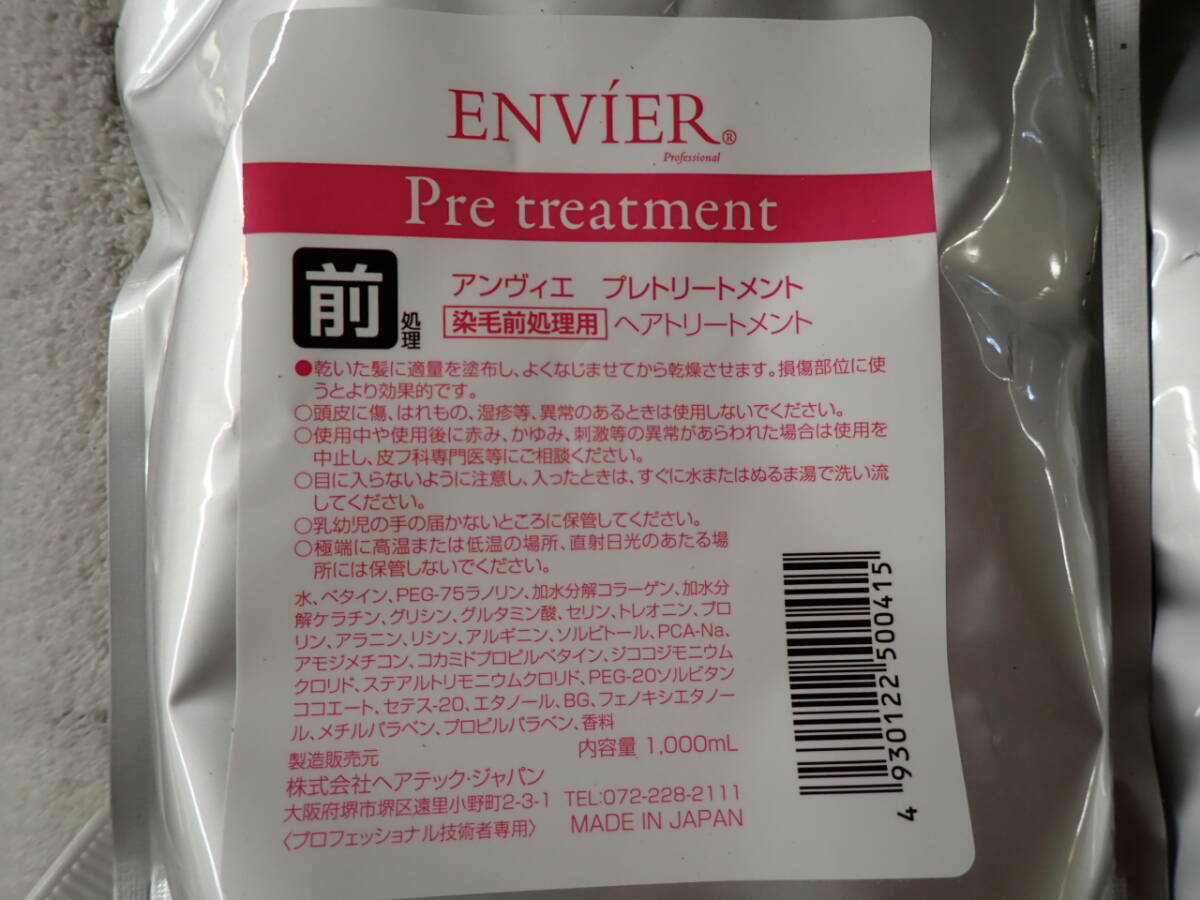 ENVÍER®
Professional
Pre treatment
前処理
アンヴィエ プレトリートメント
染毛前処理用 ヘアトリートメント
●乾いた髪に適量を塗布し、よくなじませてから乾燥させます。損傷部位に使
うとより効果的です。
○頭皮に傷、はれもの、湿疹等、異常のあるときは使用しないでください。
○使用中や使用後に赤み、かゆみ、刺激等の異常があらわれた場合は使用を
中止し、皮フ科専門医等にご相談ください。
○目に入らないように注意し、入ったときは、すぐに水またはぬるま湯で洗い流
してください。
○乳幼児の手の届かないところに保管してください。
○極端に高温または低温の場所、直射日光のあたる場
所には保管しないでください。
水、ベタイン、PEG-75ラノリン、加水分解コラーゲン、加水分
解ケラチン、グリシン、グルタミン酸、セリン、トレオニン、プロ
リン、アラニン、リシン、アルギニン、ソルビトール、PCA-Na、
アモジメチコン、コカミドプロピルベタイン、ジココジモニウム
クロリド、ステアルトリモニウムクロリド、PEG-20ソルビタン
ココエート、セテス-20、エタノール、BG、フェノキシエタノー
ル、メチルパラベン、プロピルパラベン、香料
製造販売元 内容量 1,000mL
株式会社ヘアテック・ジャパン
大阪府堺市堺区遠里小野町2-3-1 TEL:072-228-2111
〈プロフェッショナル技術者専用〉 MADE IN JAPAN
4 930122 500415